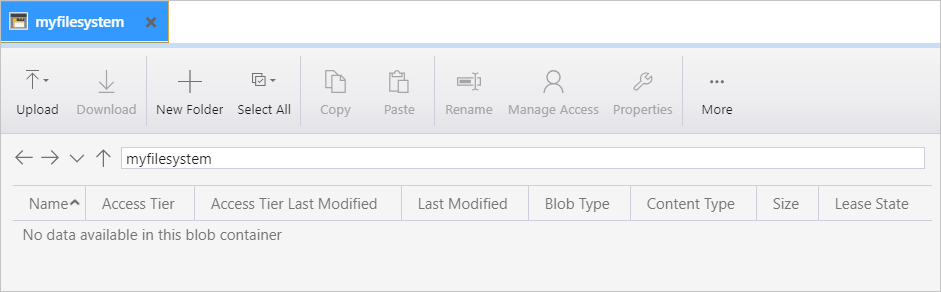 myfilesystem
Upload Download New Folder Select All Copy Paste Rename Manage Access Properties More
myfilesystem
Name Access Tier Access Tier Last Modified Last Modified Blob Type Content Type Size Lease State
No data available in this blob container